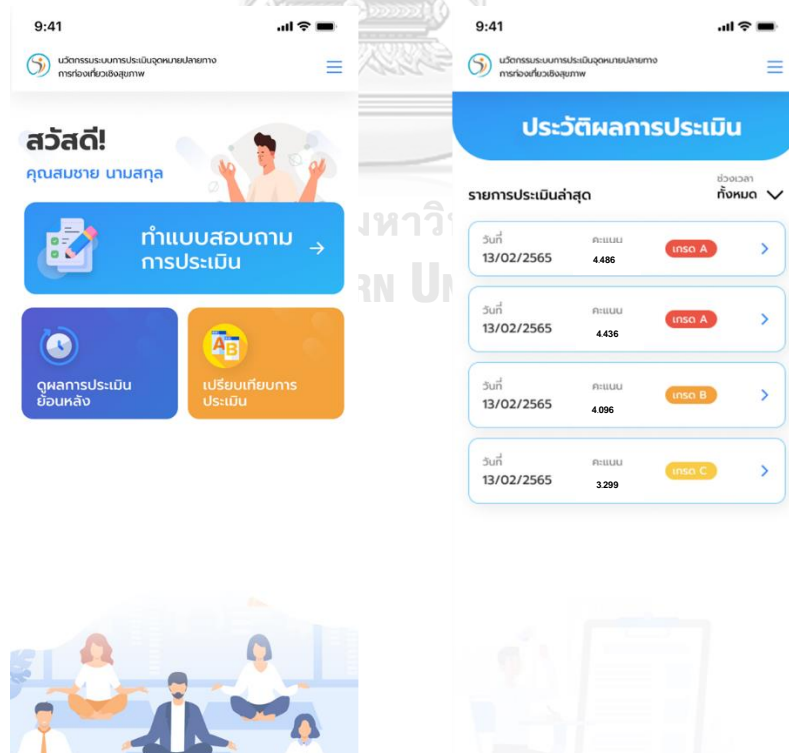 9:41
นวัตกรรมระบบการประเมินจุดหมายปลายทาง
การท่องเที่ยวเชิงสุขภาพ
สวัสดี!
คุณสมชาย นามสกุล
ทำแบบสอบถาม
การประเมิน
ดูผลการประเมิน
ย้อนหลัง
AB
เปรียบเทียบการ
ประเมิน
9:41
นวัตกรรมระบบการประเมินจุดหมายปลายทาง
การท่องเที่ยวเชิงสุขภาพ
ประวัติผลการประเมิน
ช่วงเวลา
รายการประเมินล่าสุด ทั้งหมด
วันที่ คะแนน
13/02/2565 4.486 เกรด A
วันที่ คะแนน
13/02/2565 4.436 เกรด A
วันที่ คะแนน
13/02/2565 4.096 เกรด B
วันที่ คะแนน
13/02/2565 3.299 เกรด C